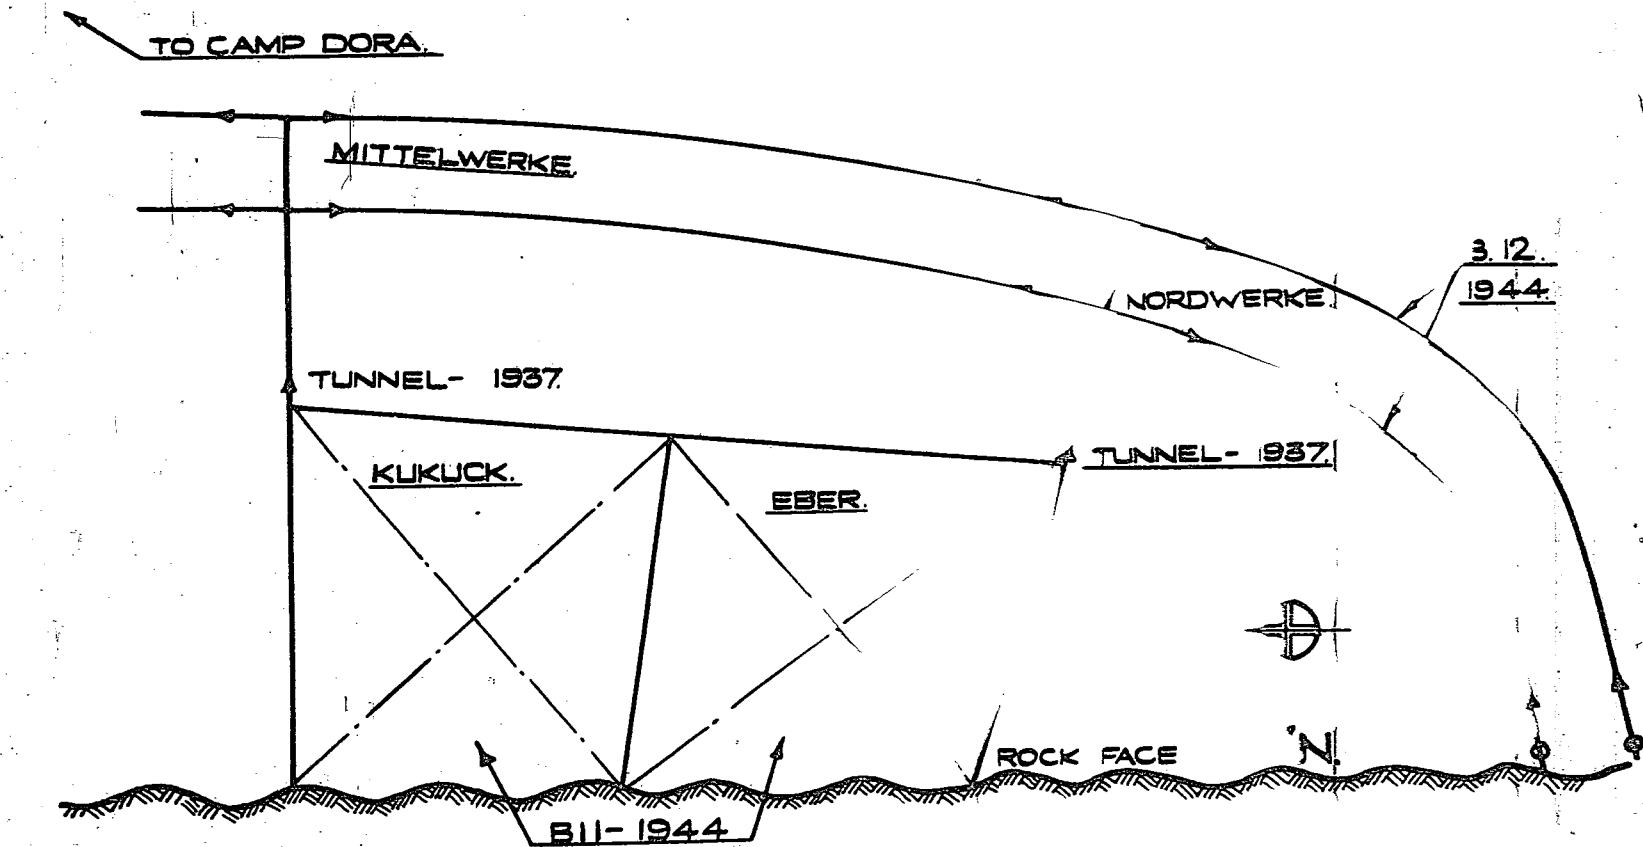 TO CAMP DORA.
MITTELWERKE.
3.12.
1944.
NORDWERKE.
TUNNEL- 1937.
TUNNEL- 1937.
KUKUCK.
EBER.
N.
ROCK FACE
B11- 1944